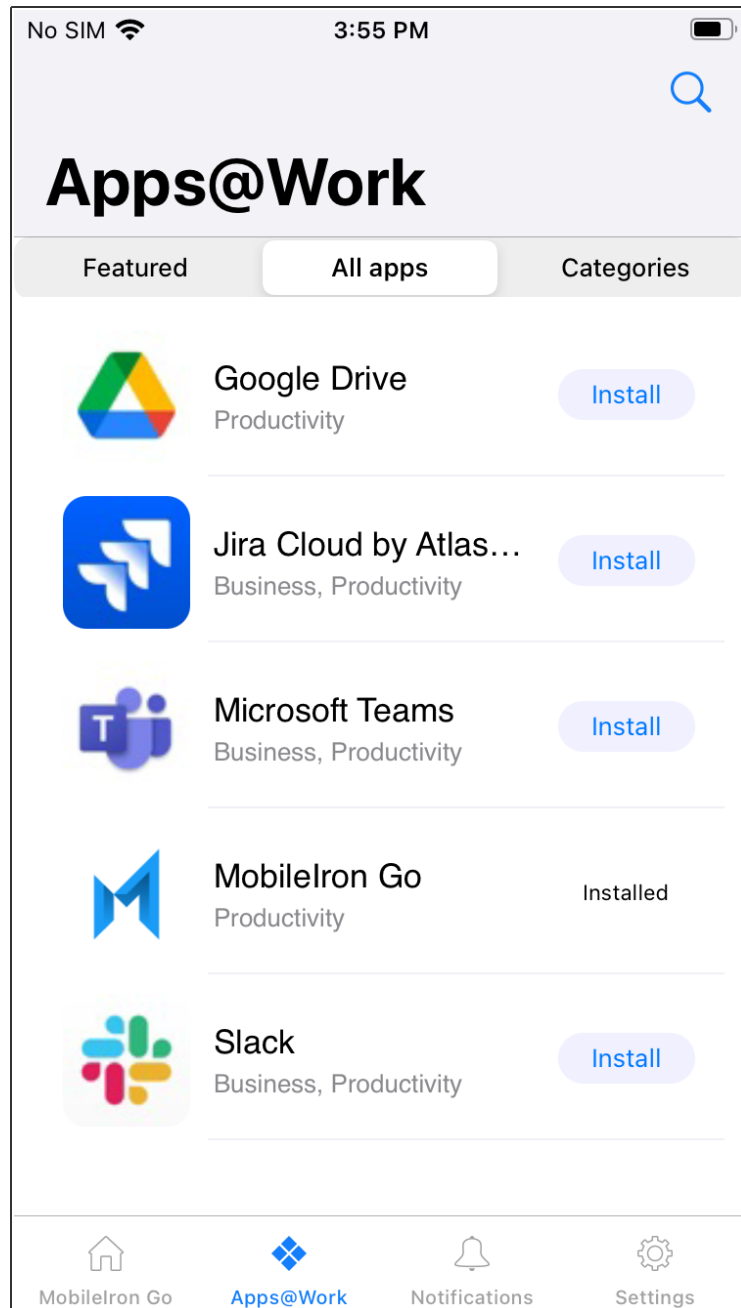 No SIM 3:55 PM
Apps@Work
Featured All apps Categories
Google Drive
Productivity
Install
Jira Cloud by Atlas...
Business, Productivity
Install
T
Microsoft Teams
Business, Productivity
Install
MobileIron Go
Productivity
Installed
Slack
Business, Productivity
Install
MobileIron Go Apps@Work Notifications Settings